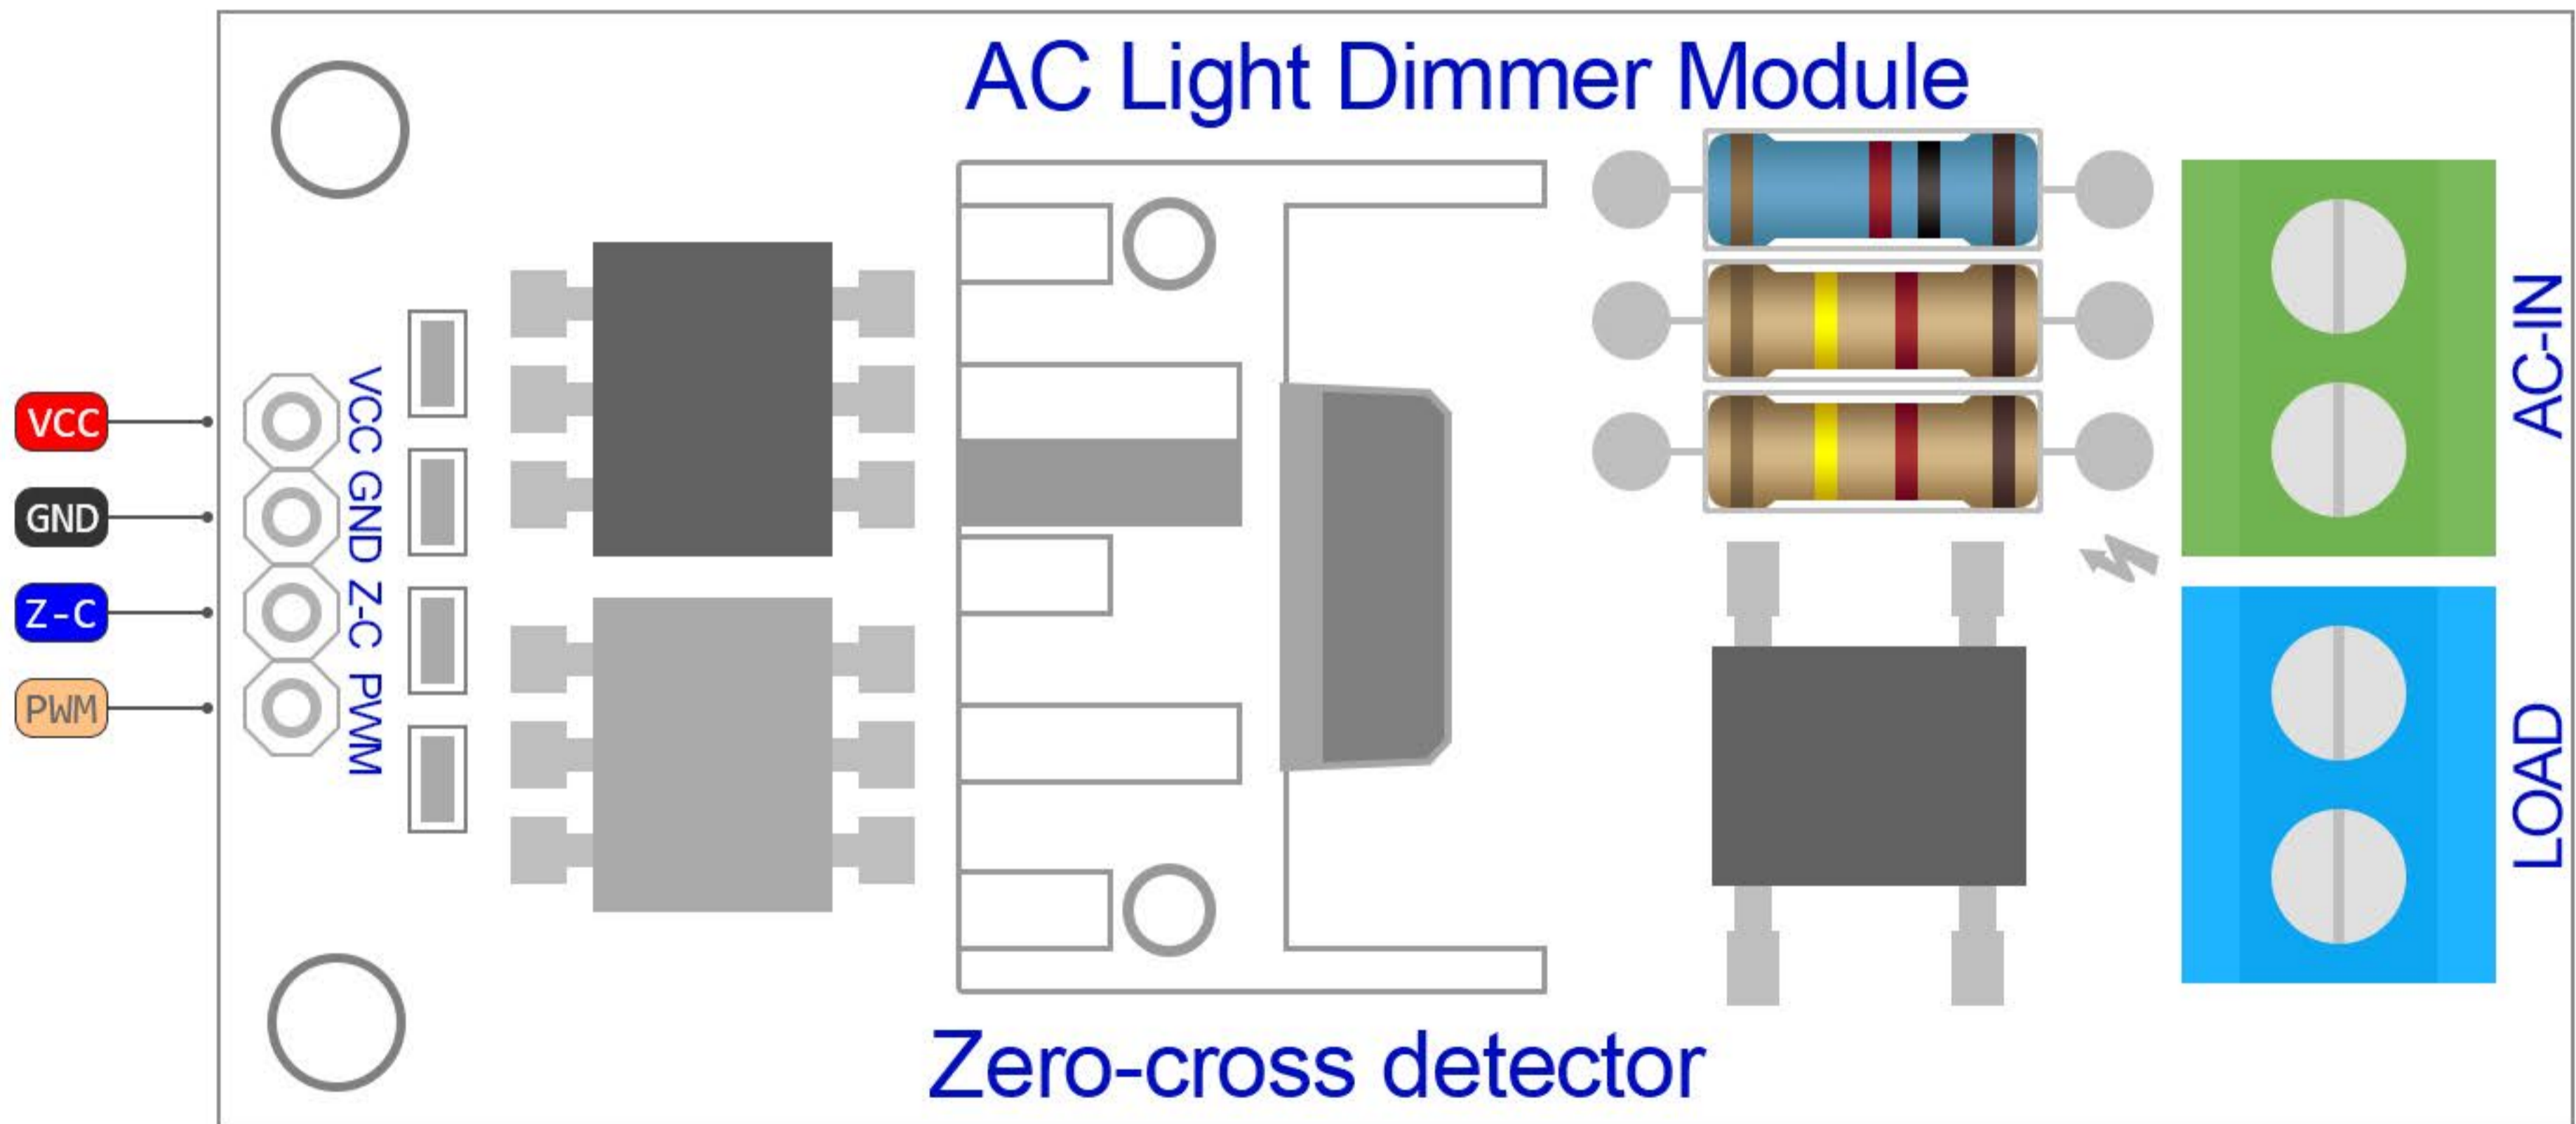 AC Light Dimmer Module
VCC
GND
Z-C
PWM
VCC GND Z-C PWM
AC-IN
LOAD
Zero-cross detector